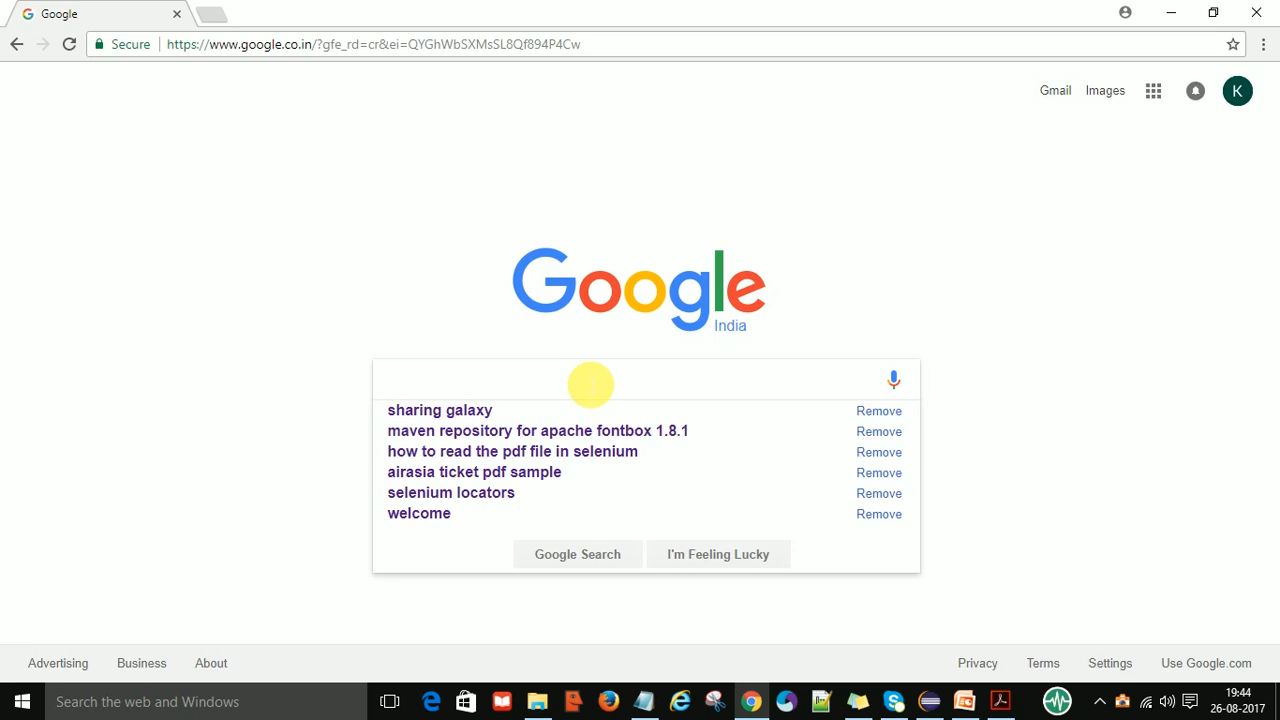 Google
Secure https://www.google.co.in/?gfe_rd=cr&ei=QYGhWbSXMsSL8Qf894P4Cw
Gmail Images K
Google
India
sharing galaxy Remove
maven repository for apache fontbox 1.8.1 Remove
how to read the pdf file in selenium Remove
airasia ticket pdf sample Remove
selenium locators Remove
welcome Remove
Google Search I'm Feeling Lucky
Advertising Business About Privacy Terms Settings Use Google.com
Search the web and Windows
19:44
26-08-2017